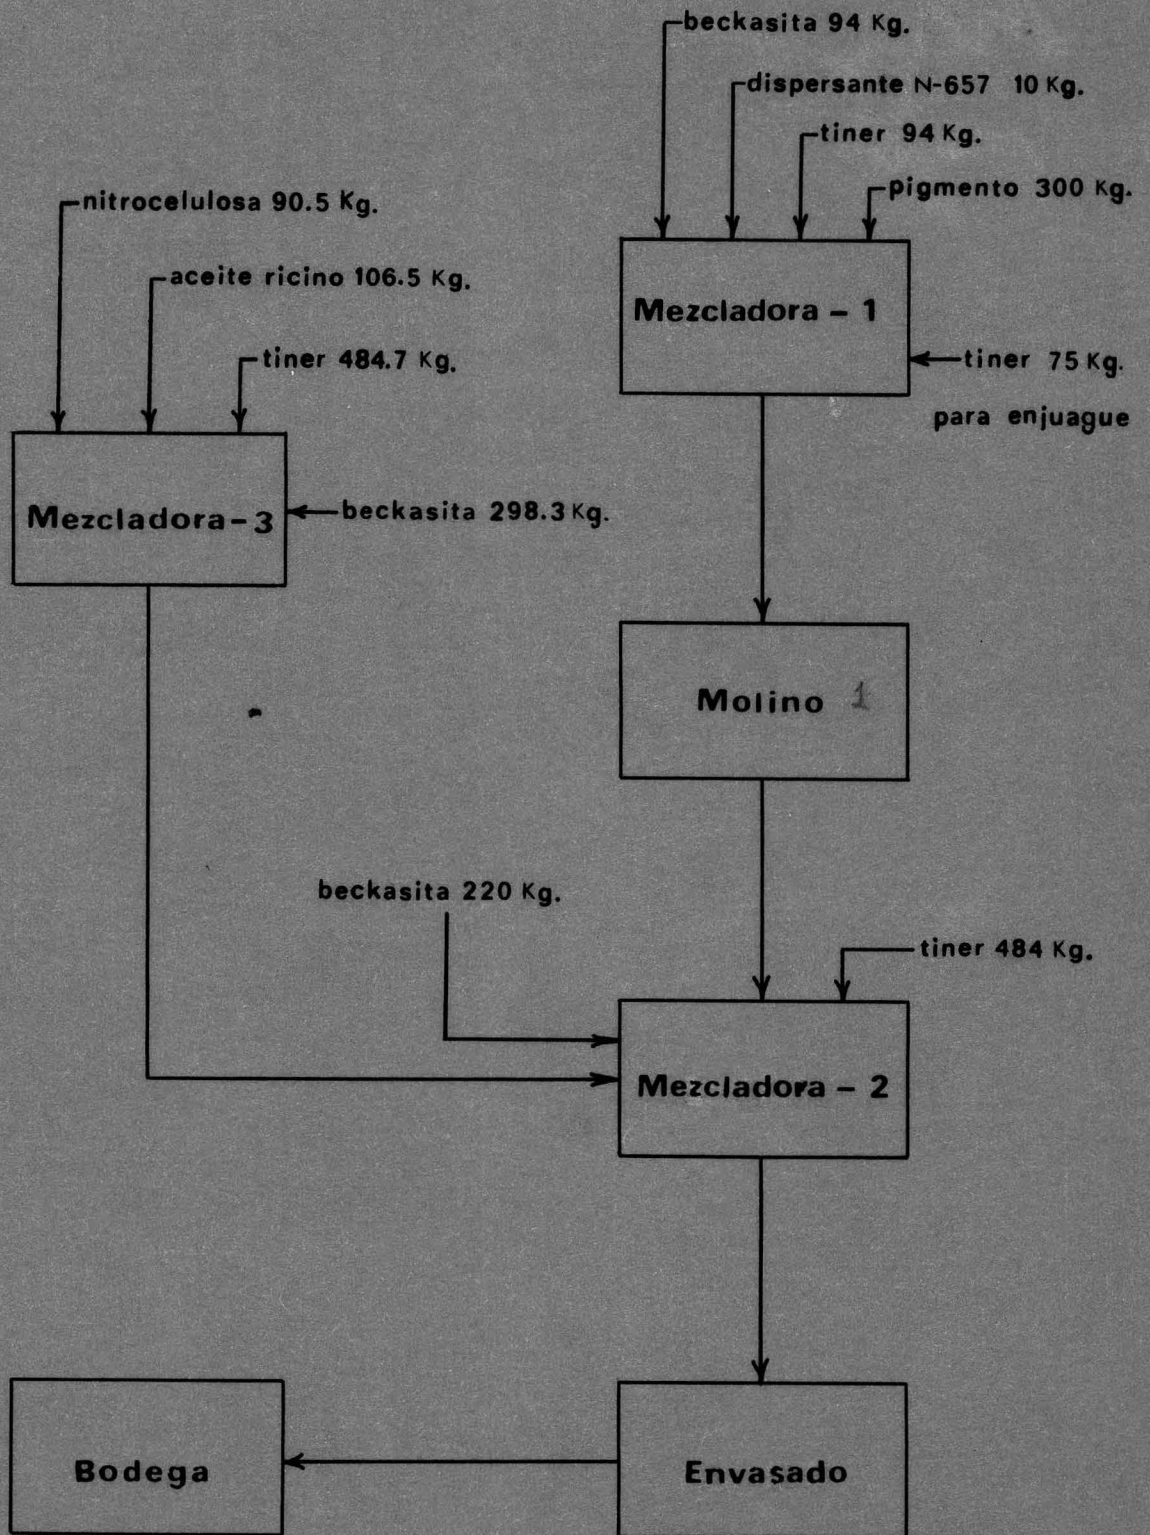 beckasita 94 Kg.
dispersante N-657 10 Kg.
tiner 94 Kg.
pigmento 300 Kg.
nitrocelulosa 90.5 Kg.
aceite ricino 106.5 Kg.
tiner 484.7 Kg.
Mezcladora - 1
tiner 75 Kg.
para enjuague
Mezcladora - 3
beckasita 298.3 Kg.
Molino 1
beckasita 220 Kg.
tiner 484 Kg.
Mezcladora - 2
Bodega
Envasado